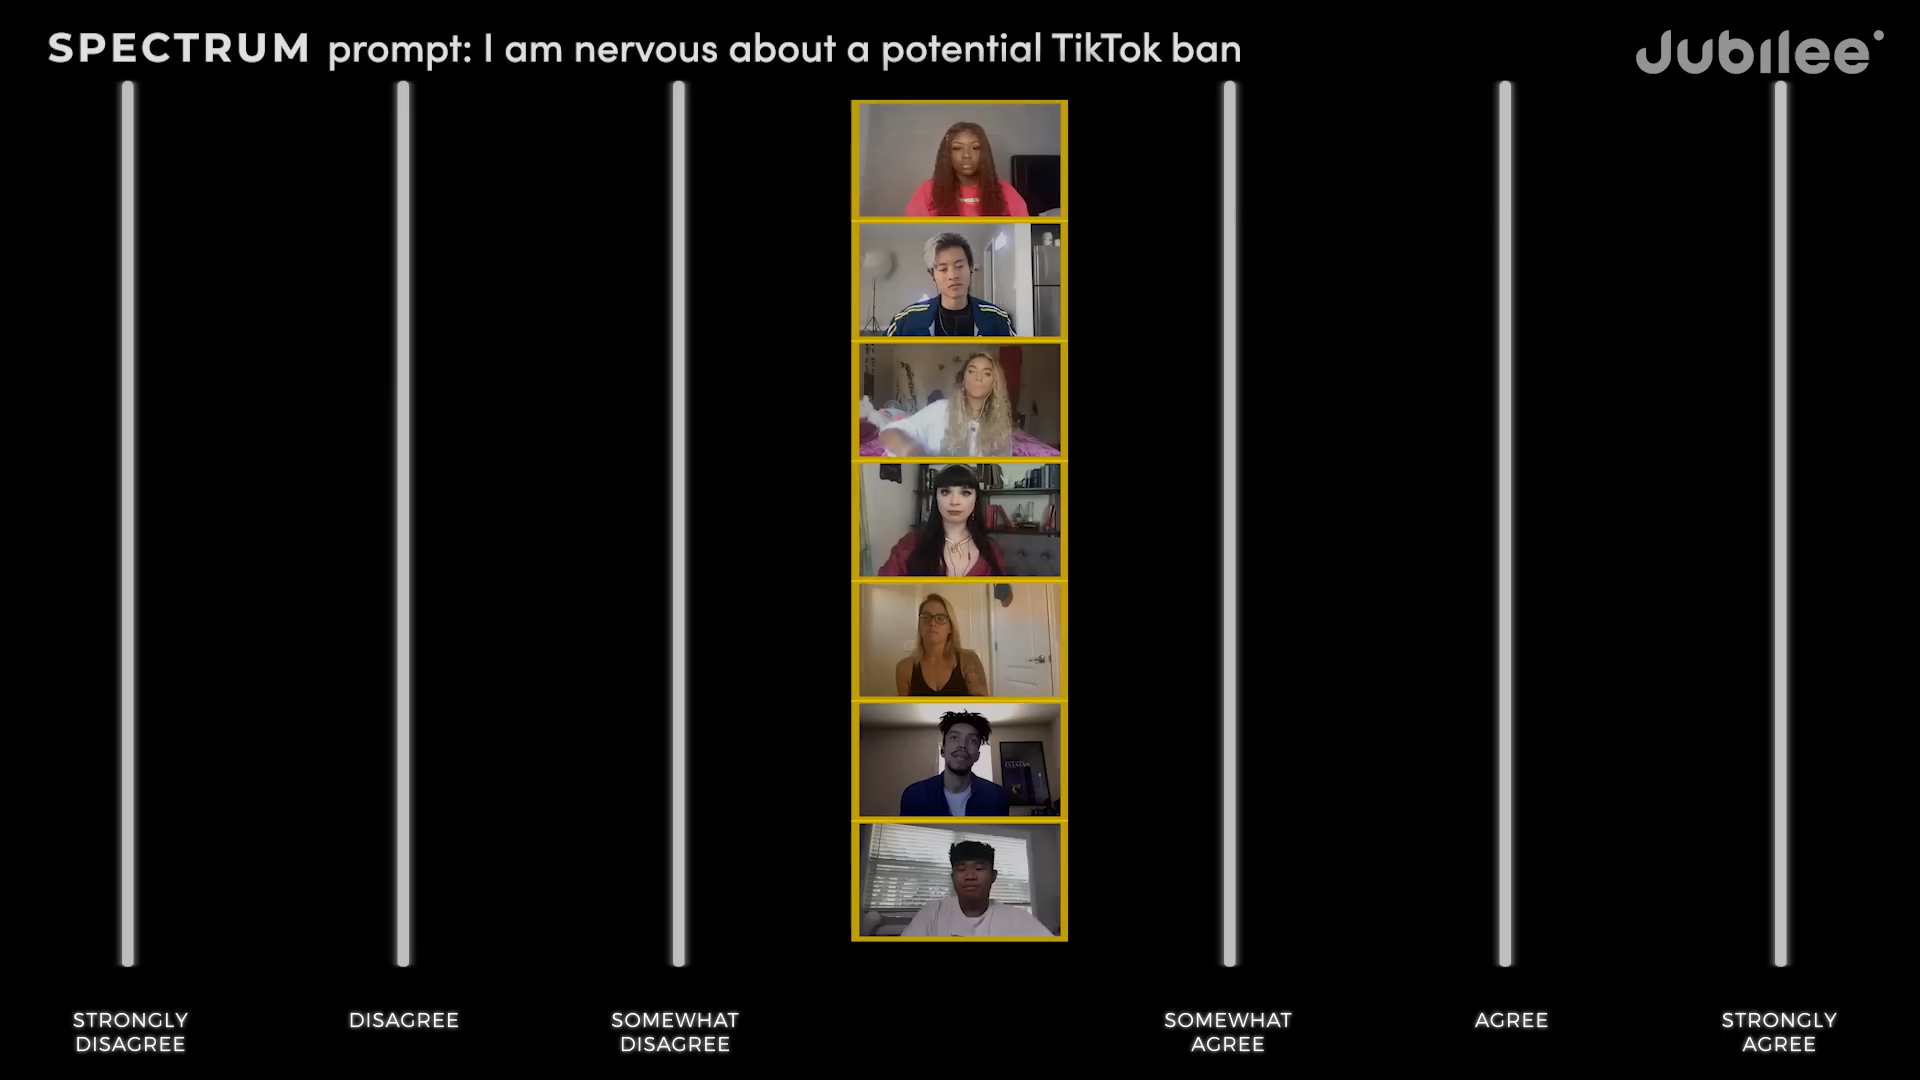 SPECTRUM prompt: I am nervous about a potential TikTok ban
Jubilee
STRONGLY
DISAGREE
DISAGREE
SOMEWHAT
DISAGREE
SOMEWHAT
AGREE
AGREE
STRONGLY
AGREE